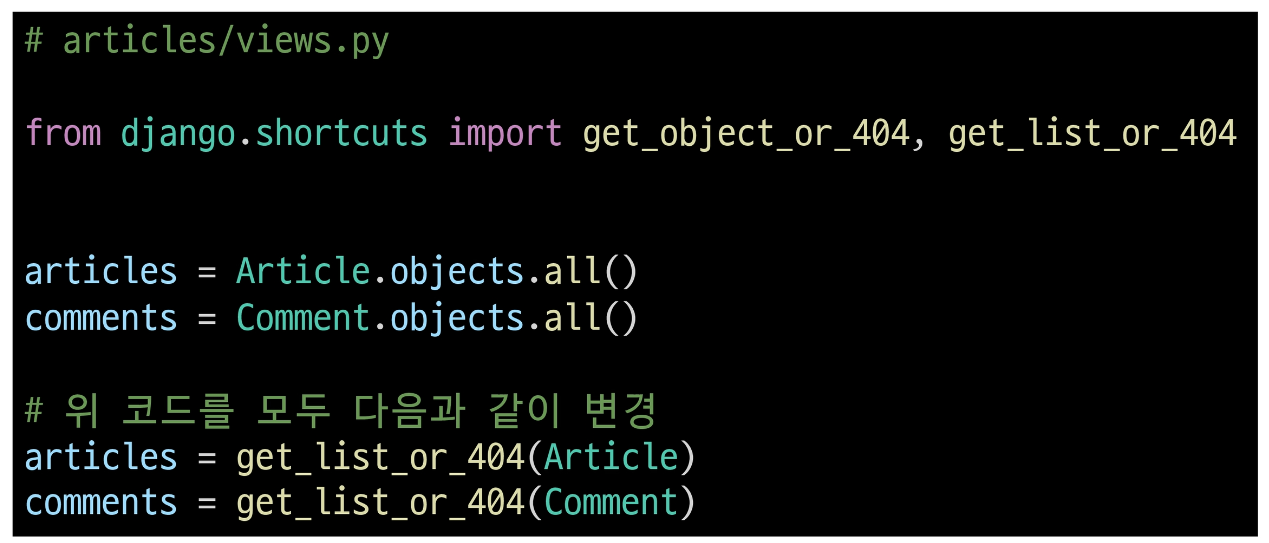 # articles/views.py
from django.shortcuts import get_object_or_404, get_list_or_404
articles = Article.objects.all()
comments = Comment.objects.all()
# 위 코드를 모두 다음과 같이 변경
articles = get_list_or_404(Article)
comments = get_list_or_404(Comment)